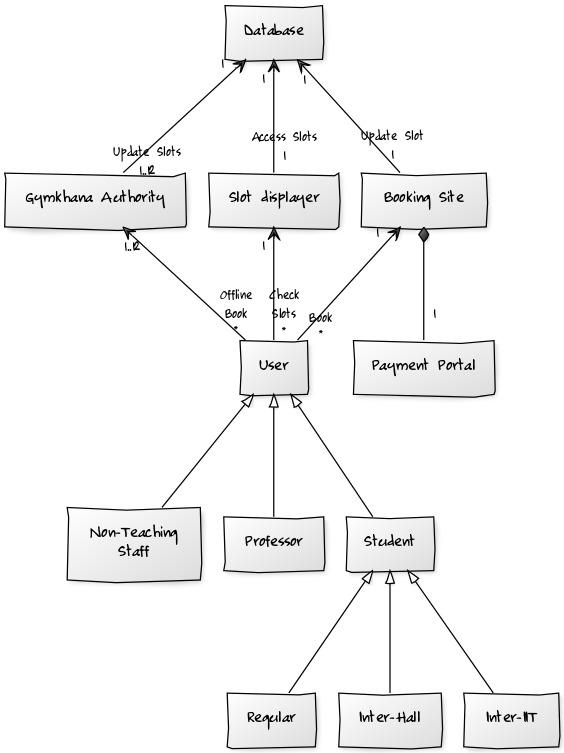 Database
1
1
1
Update Slots
Access Slots
Update Slot
1..12
1
1
Gymkhana Authority
Slot displayer
Booking Site
1..12
1
1
Offline
Book
*
Check
Slots
*
Book
*
1
User
Payment Portal
Non-Teaching
Staff
Professor
Student
Regular
Inter-Hall
Inter-IIT